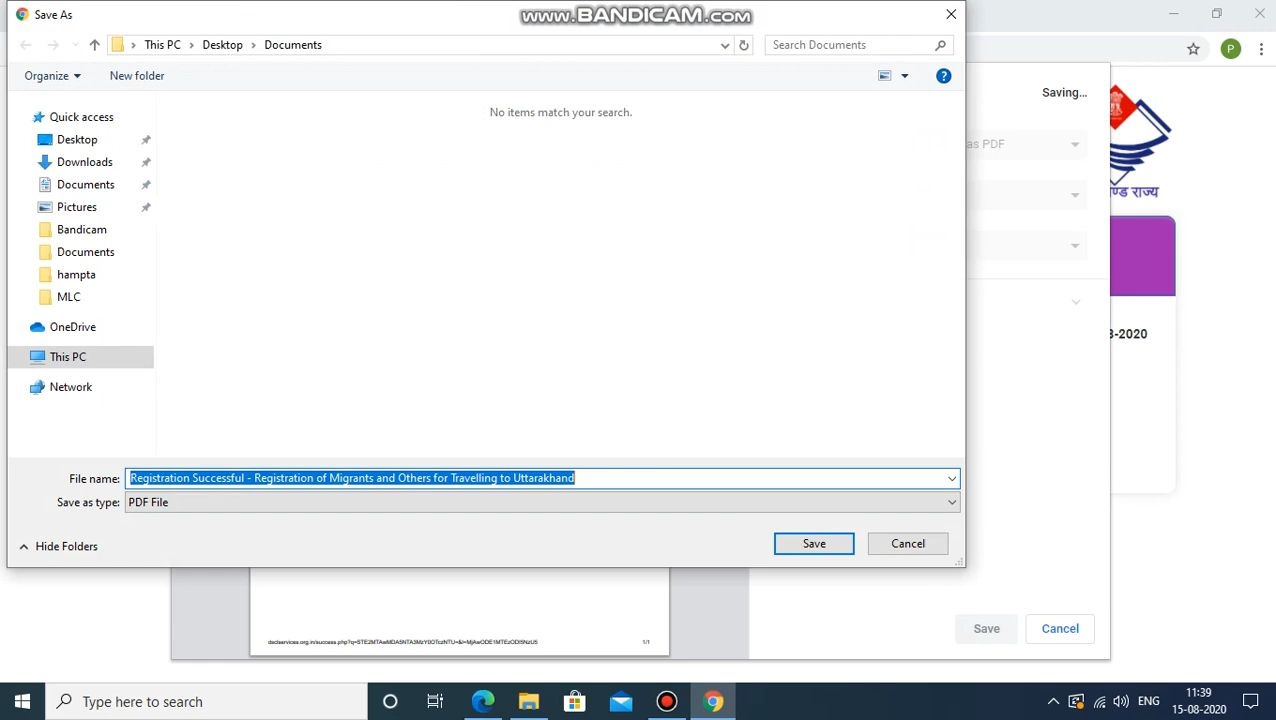 Save As
www.BANDICAM.com
This PC
Desktop
Documents
Search Documents
Organize
New folder
Saving...
Quick access
No items match your search.
Desktop
Downloads
Documents
Pictures
Bandicam
Documents
hampta
MLC
OneDrive
This PC
Network
as PDF
ण्ड राज्य
-2020
File name: Registration Successful - Registration of Migrants and Others for Travelling to Uttarakhand
Save as type: PDF File
Hide Folders
Save
Cancel
Save
Cancel
1/1
Type here to search
ENG
11:39
15-08-2020
P